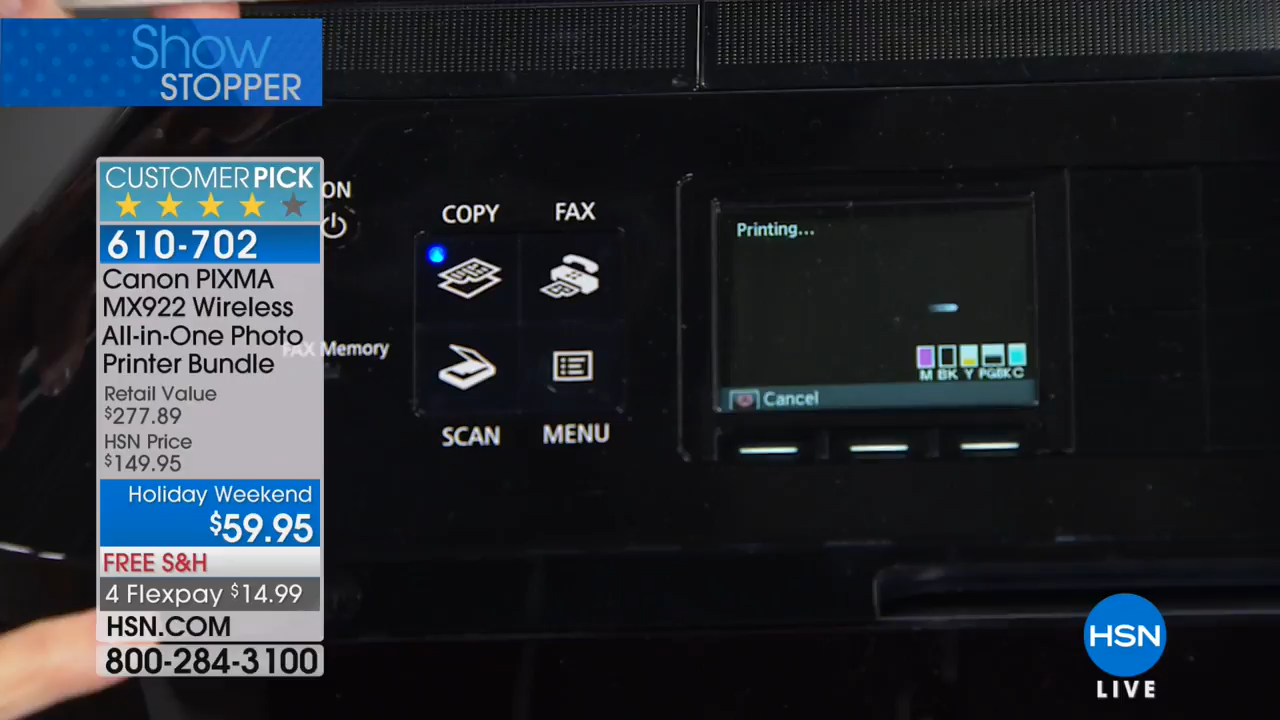 Show
STOPPER
CUSTOMER PICK
610-702
Canon PIXMA
MX922 Wireless
All-in-One Photo
Printer Bundle
Retail Value
$277.89
HSN Price
$149.95
Holiday Weekend
$59.95
FREE S&H
4 Flexpay $14.99
HSN.COM
800-284-3100
ON
FAX Memory
COPY
FAX
SCAN
MENU
Printing...
M BK Y PGBK C
Cancel
HSN
LIVE